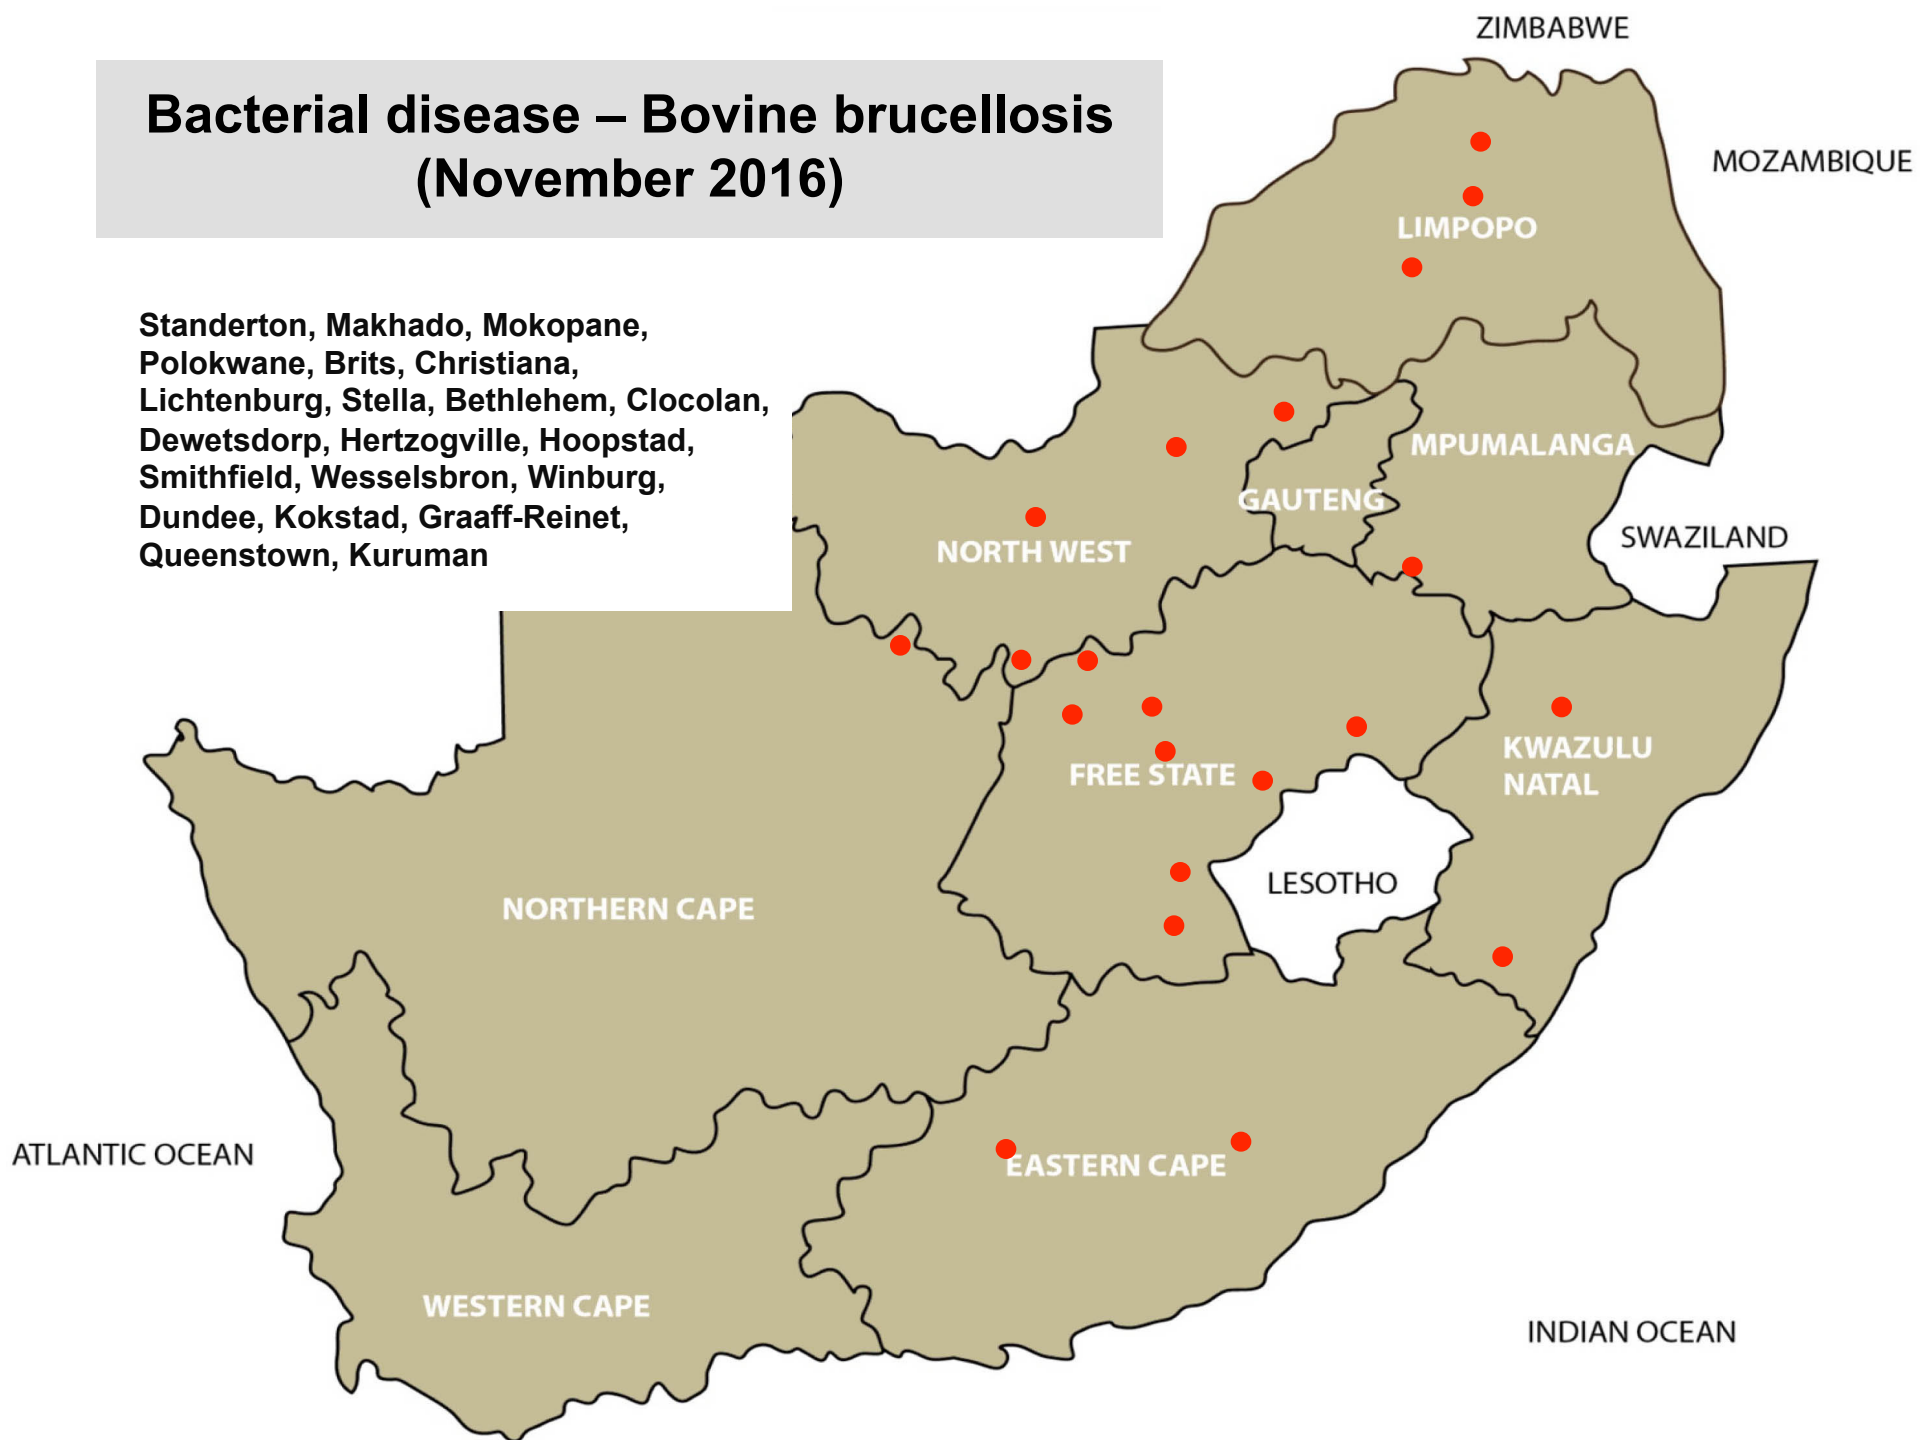 ZIMBABWE
Bacterial disease – Bovine brucellosis
(November 2016)
MOZAMBIQUE
LIMPOPO
Standerton, Makhado, Mokopane,
Polokwane, Brits, Christiana,
Lichtenburg, Stella, Bethlehem, Clocolan,
Dewetsdorp, Hertzogville, Hoopstad,
Smithfield, Wesselsbron, Winburg,
Dundee, Kokstad, Graaff-Reinet,
Queenstown, Kuruman
MPUMALANGA
GAUTENG
SWAZILAND
NORTH WEST
KWAZULU
NATAL
FREE STATE
LESOTHO
NORTHERN CAPE
ATLANTIC OCEAN
EASTERN CAPE
WESTERN CAPE
INDIAN OCEAN